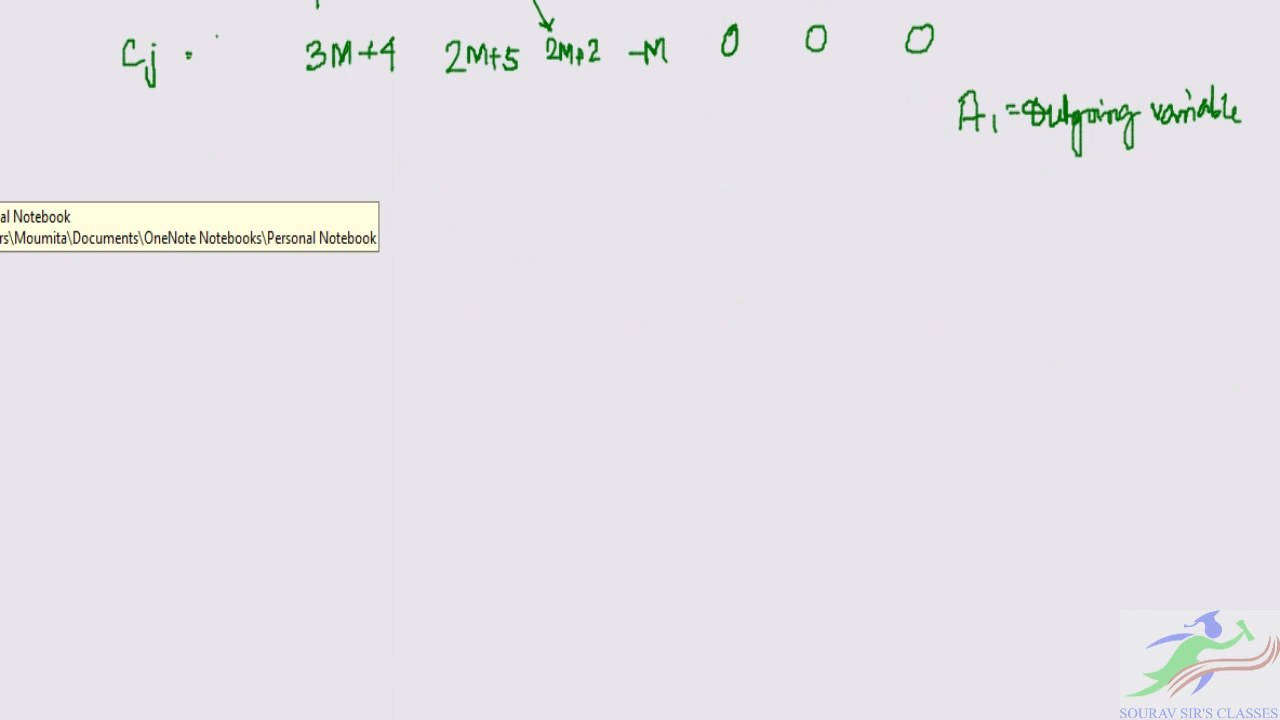 Cj = 3M+4 2M+5 2M+2 -M 0 0 0
A1 = Outgoing variable
al Notebook
rs\Moumita\Documents\OneNote Notebooks\Personal Notebook
SOURAV SIR'S CLASSES